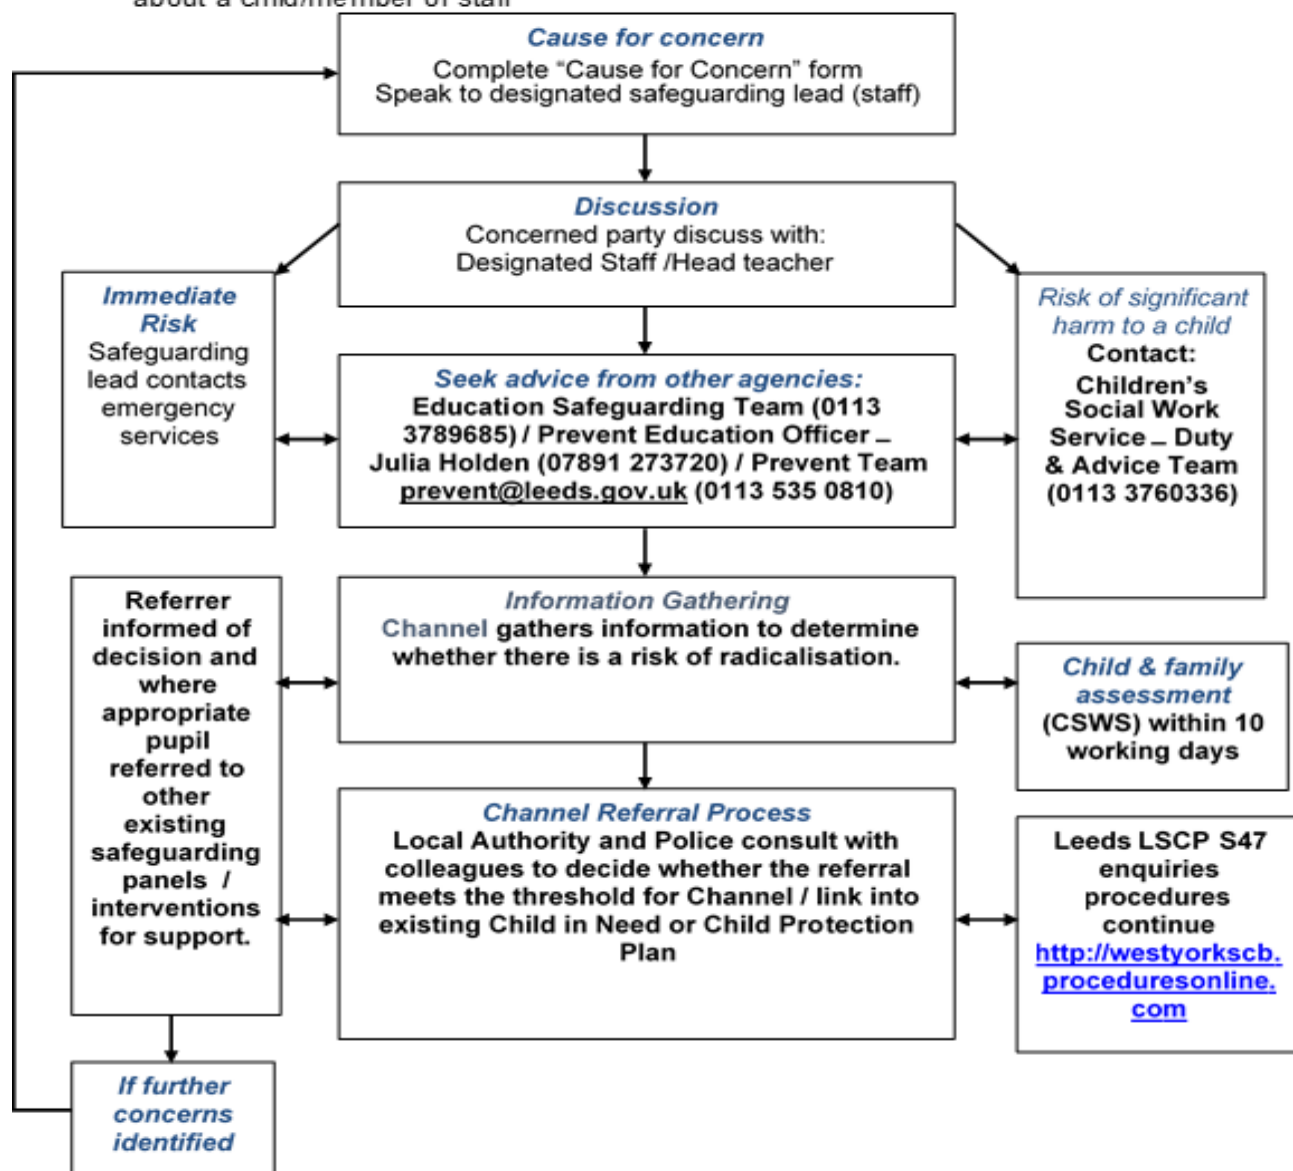 about a child/member of staff
Cause for concern
Complete “Cause for Concern” form
Speak to designated safeguarding lead (staff)
Discussion
Concerned party discuss with:
Designated Staff /Head teacher
Immediate
Risk
Safeguarding
lead contacts
emergency
services
Seek advice from other agencies:
Education Safeguarding Team (0113
3789685) / Prevent Education Officer –
Julia Holden (07891 273720) / Prevent Team
prevent@leeds.gov.uk (0113 535 0810)
Risk of significant
harm to a child
Contact:
Children’s
Social Work
Service – Duty
& Advice Team
(0113 3760336)
Referrer
informed of
decision and
where
appropriate
pupil
referred to
other
existing
safeguarding
panels /
interventions
for support.
Information Gathering
Channel gathers information to determine
whether there is a risk of radicalisation.
Child & family
assessment
(CSWS) within 10
working days
Channel Referral Process
Local Authority and Police consult with
colleagues to decide whether the referral
meets the threshold for Channel / link into
existing Child in Need or Child Protection
Plan
Leeds LSCP S47
enquiries
procedures
continue
http://westyorkscb.
proceduresonline.
com
If further
concerns
identified